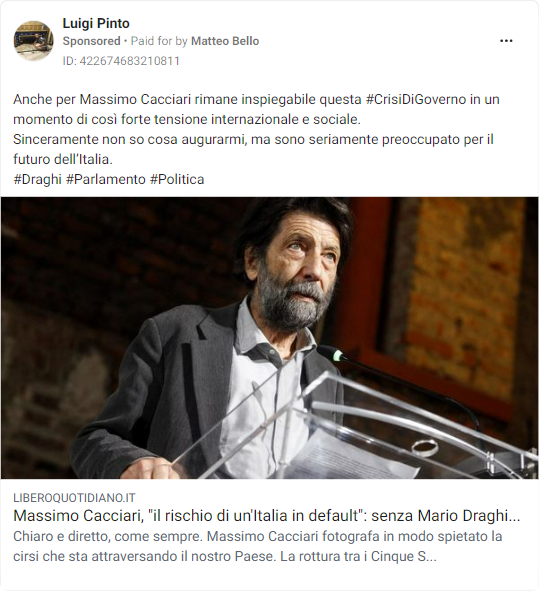 Luigi Pinto
Sponsored • Paid for by Matteo Bello
ID: 422674683210811
Anche per Massimo Cacciari rimane inspiegabile questa #CrisiDiGoverno in un
momento di così forte tensione internazionale e sociale.
Sinceramente non so cosa augurarmi, ma sono seriamente preoccupato per il
futuro dell’Italia.
#Draghi #Parlamento #Politica
LIBEROQUOTIDIANO.IT
Massimo Cacciari, "il rischio di un'Italia in default": senza Mario Draghi...
Chiaro e diretto, come sempre. Massimo Cacciari fotografa in modo spietato la
cirsi che sta attraversando il nostro Paese. La rottura tra i Cinque S...